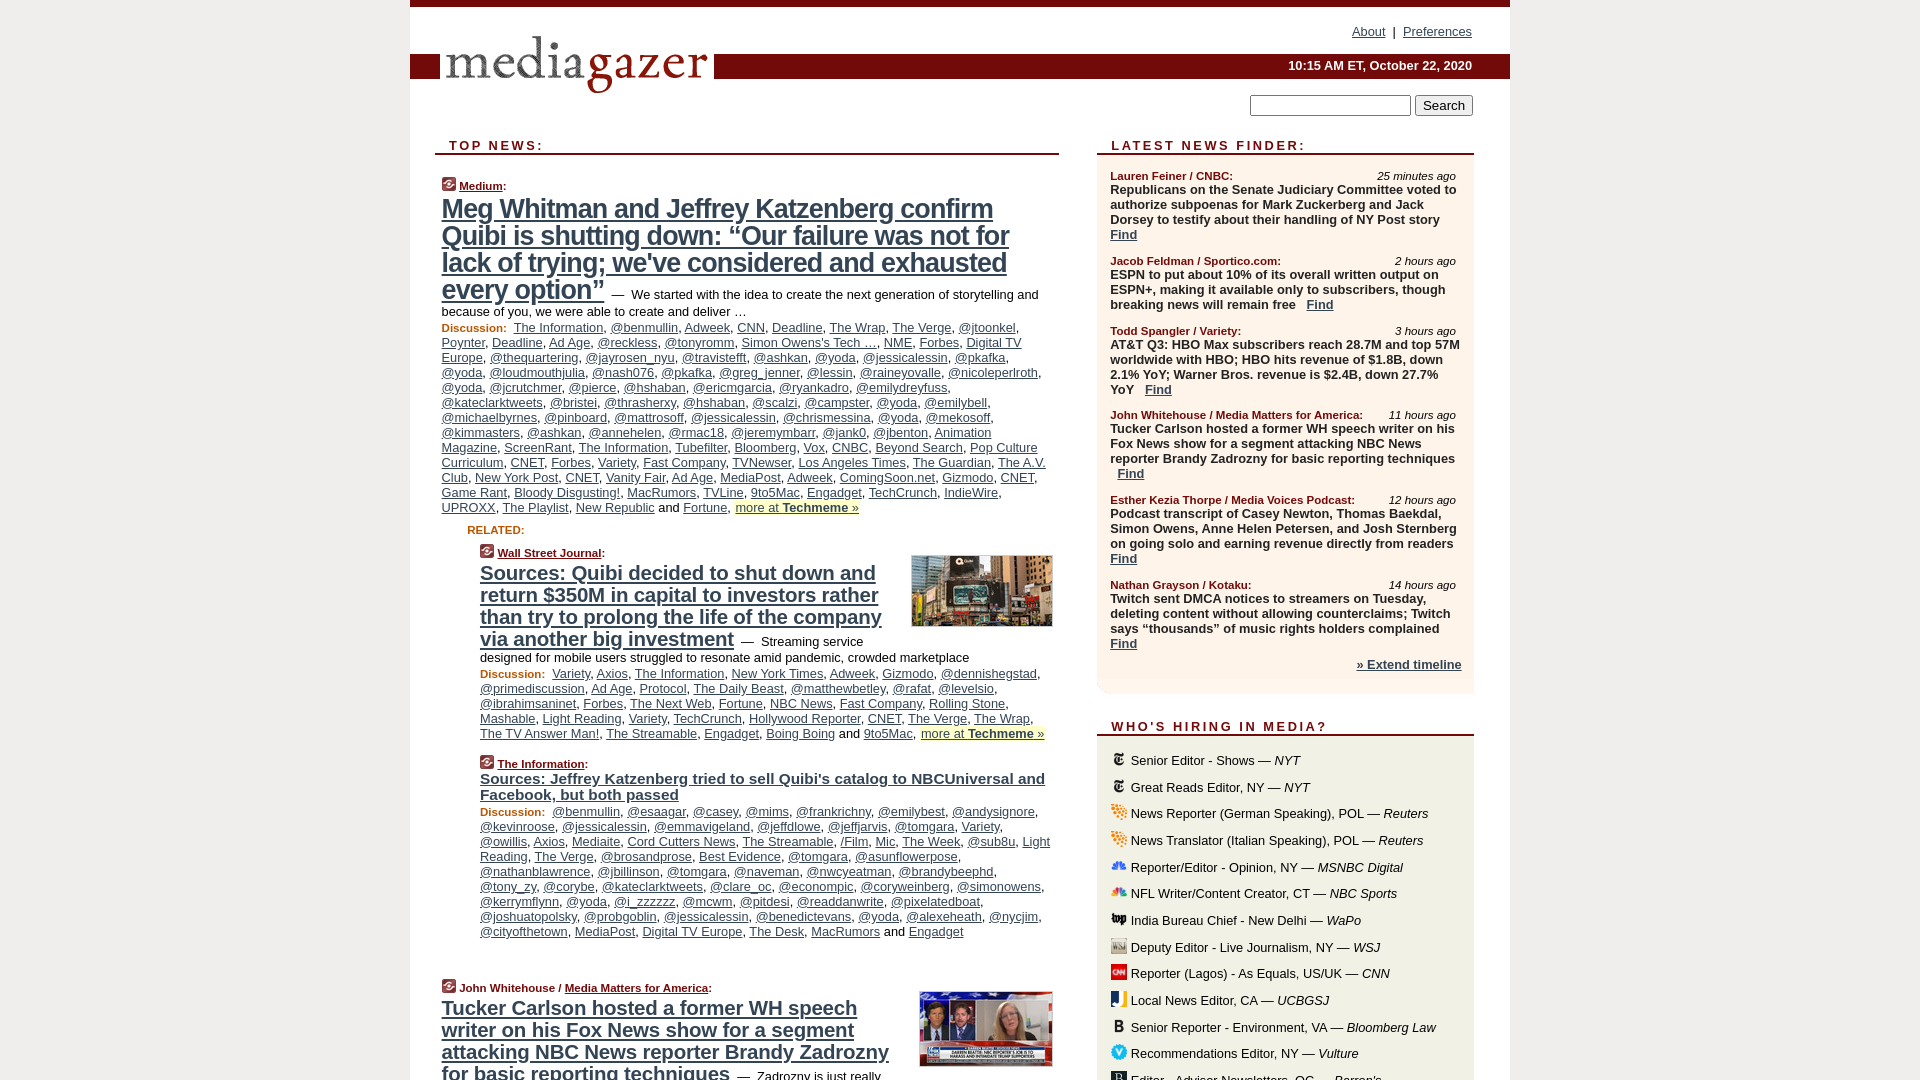 About | Preferences
mediagazer
10:15 AM ET, October 22, 2020
Search
TOP NEWS:
Medium:
Meg Whitman and Jeffrey Katzenberg confirm
Quibi is shutting down: “Our failure was not for
lack of trying; we've considered and exhausted
every option” — We started with the idea to create the next generation of storytelling and
because of you, we were able to create and deliver …
Discussion: The Information, @benmullin, Adweek, CNN, Deadline, The Wrap, The Verge, @jtoonkel,
Poynter, Deadline, Ad Age, @reckless, @tonyromm, Simon Owens's Tech …, NME, Forbes, Digital TV
Europe, @thequartering, @jayrosen_nyu, @travistefft, @ashkan, @yoda, @jessicalessin, @pkafka,
@yoda, @loudmouthjulia, @nash076, @pkafka, @greg_jenner, @lessin, @raineyovalle, @nicoleperlroth,
@yoda, @jcrutchmer, @pierce, @hshaban, @ericmgarcia, @ryankadro, @emilydreyfuss,
@kateclarktweets, @bristei, @thrasherxy, @hshaban, @scalzi, @campster, @yoda, @emilybell,
@michaelbyrnes, @pinboard, @mattrosoff, @jessicalessin, @chrismessina, @yoda, @mekosoff,
@kimmasters, @ashkan, @annehelen, @rmac18, @jeremymbarr, @jank0, @jbenton, Animation
Magazine, ScreenRant, The Information, Tubefilter, Bloomberg, Vox, CNBC, Beyond Search, Pop Culture
Curriculum, CNET, Forbes, Variety, Fast Company, TVNewser, Los Angeles Times, The Guardian, The A.V.
Club, New York Post, CNET, Vanity Fair, Ad Age, MediaPost, Adweek, ComingSoon.net, Gizmodo, CNET,
Game Rant, Bloody Disgusting!, MacRumors, TVLine, 9to5Mac, Engadget, TechCrunch, IndieWire,
UPROXX, The Playlist, New Republic and Fortune, more at Techmeme »
RELATED:
Wall Street Journal:
Sources: Quibi decided to shut down and
return $350M in capital to investors rather
than try to prolong the life of the company
via another big investment — Streaming service
designed for mobile users struggled to resonate amid pandemic, crowded marketplace
Discussion: Variety, Axios, The Information, New York Times, Adweek, Gizmodo, @dennishegstad,
@primediscussion, Ad Age, Protocol, The Daily Beast, @matthewbetley, @rafat, @levelsio,
@ibrahimsaninet, Forbes, The Next Web, Fortune, NBC News, Fast Company, Rolling Stone,
Mashable, Light Reading, Variety, TechCrunch, Hollywood Reporter, CNET, The Verge, The Wrap,
The TV Answer Man!, The Streamable, Engadget, Boing Boing and 9to5Mac, more at Techmeme »
The Information:
Sources: Jeffrey Katzenberg tried to sell Quibi's catalog to NBCUniversal and
Facebook, but both passed
Discussion: @benmullin, @esaagar, @casey, @mims, @frankrichny, @emilybest, @andysignore,
@kevinroose, @jessicalessin, @emmavigeland, @jeffdlowe, @jeffjarvis, @tomgara, Variety,
@owillis, Axios, Mediaite, Cord Cutters News, The Streamable, /Film, Mic, The Week, @sub8u, Light
Reading, The Verge, @brosandprose, Best Evidence, @tomgara, @asunflowerpose,
@nathanblawrence, @jbillinson, @tomgara, @naveman, @nwcyeatman, @brandybeephd,
@tony_zy, @corybe, @kateclarktweets, @clare_oc, @econompic, @coryweinberg, @simonowens,
@kerrymflynn, @yoda, @i_zzzzzz, @mcwm, @pitdesi, @readdanwrite, @pixelatedboat,
@joshuatopolsky, @probgoblin, @jessicalessin, @benedictevans, @yoda, @alexeheath, @nycjim,
@cityofthetown, MediaPost, Digital TV Europe, The Desk, MacRumors and Engadget
John Whitehouse / Media Matters for America:
Tucker Carlson hosted a former WH speech
writer on his Fox News show for a segment
attacking NBC News reporter Brandy Zadrozny
for basic reporting techniques — Zadrozny is just really
LATEST NEWS FINDER:
Lauren Feiner / CNBC: 25 minutes ago
Republicans on the Senate Judiciary Committee voted to
authorize subpoenas for Mark Zuckerberg and Jack
Dorsey to testify about their handling of NY Post story
Find
Jacob Feldman / Sportico.com: 2 hours ago
ESPN to put about 10% of its overall written output on
ESPN+, making it available only to subscribers, though
breaking news will remain free Find
Todd Spangler / Variety: 3 hours ago
AT&T Q3: HBO Max subscribers reach 28.7M and top 57M
worldwide with HBO; HBO hits revenue of $1.8B, down
2.1% YoY; Warner Bros. revenue is $2.4B, down 27.7%
YoY Find
John Whitehouse / Media Matters for America: 11 hours ago
Tucker Carlson hosted a former WH speech writer on his
Fox News show for a segment attacking NBC News
reporter Brandy Zadrozny for basic reporting techniques
Find
Esther Kezia Thorpe / Media Voices Podcast: 12 hours ago
Podcast transcript of Casey Newton, Thomas Baekdal,
Simon Owens, Anne Helen Petersen, and Josh Sternberg
on going solo and earning revenue directly from readers
Find
Nathan Grayson / Kotaku: 14 hours ago
Twitch sent DMCA notices to streamers on Tuesday,
deleting content without allowing counterclaims; Twitch
says “thousands” of music rights holders complained
Find
» Extend timeline
WHO'S HIRING IN MEDIA?
Senior Editor - Shows — NYT
Great Reads Editor, NY — NYT
News Reporter (German Speaking), POL — Reuters
News Translator (Italian Speaking), POL — Reuters
Reporter/Editor - Opinion, NY — MSNBC Digital
NFL Writer/Content Creator, CT — NBC Sports
India Bureau Chief - New Delhi — WaPo
Deputy Editor - Live Journalism, NY — WSJ
Reporter (Lagos) - As Equals, US/UK — CNN
Local News Editor, CA — UCBGSJ
Senior Reporter - Environment, VA — Bloomberg Law
Recommendations Editor, NY — Vulture
Editor - Advisor Newsletters, OC — Barron's